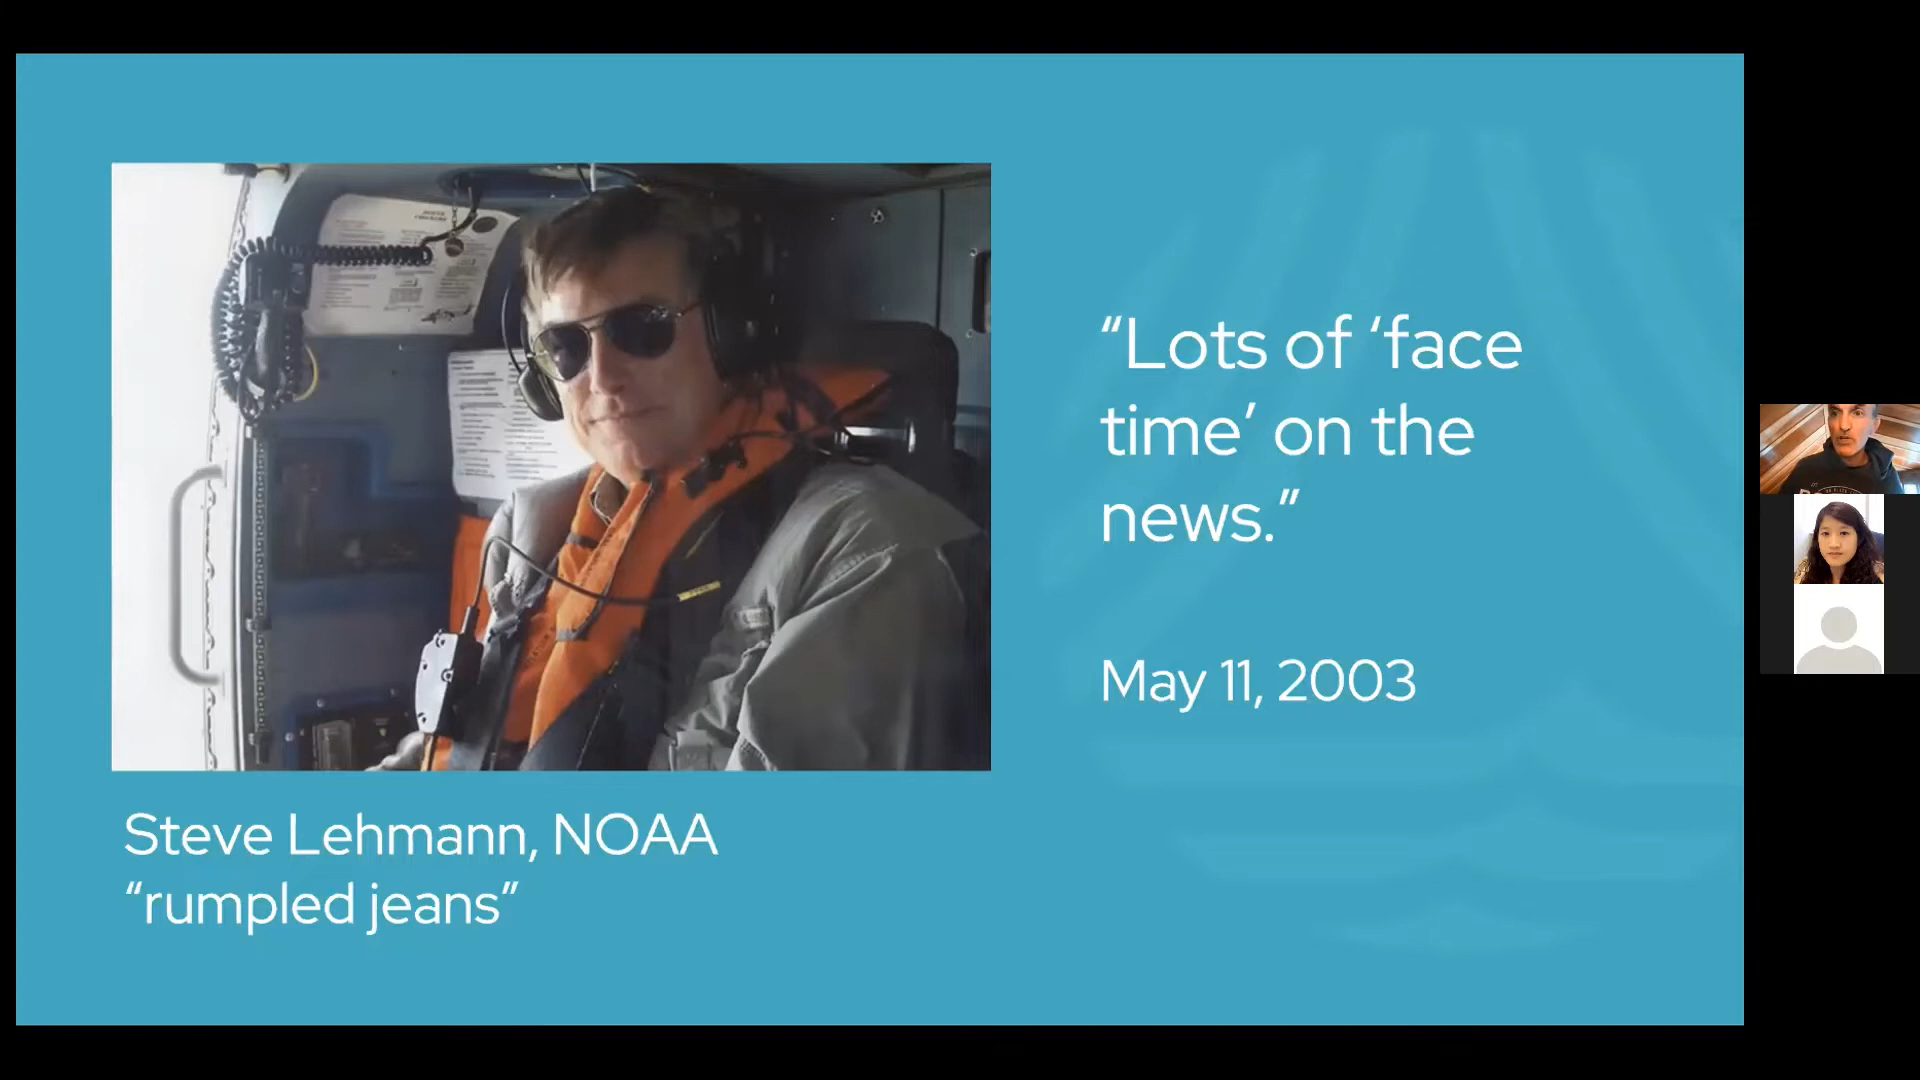 “Lots of ‘face
time’ on the
news.”
May 11, 2003
Steve Lehmann, NOAA
“rumpled jeans”